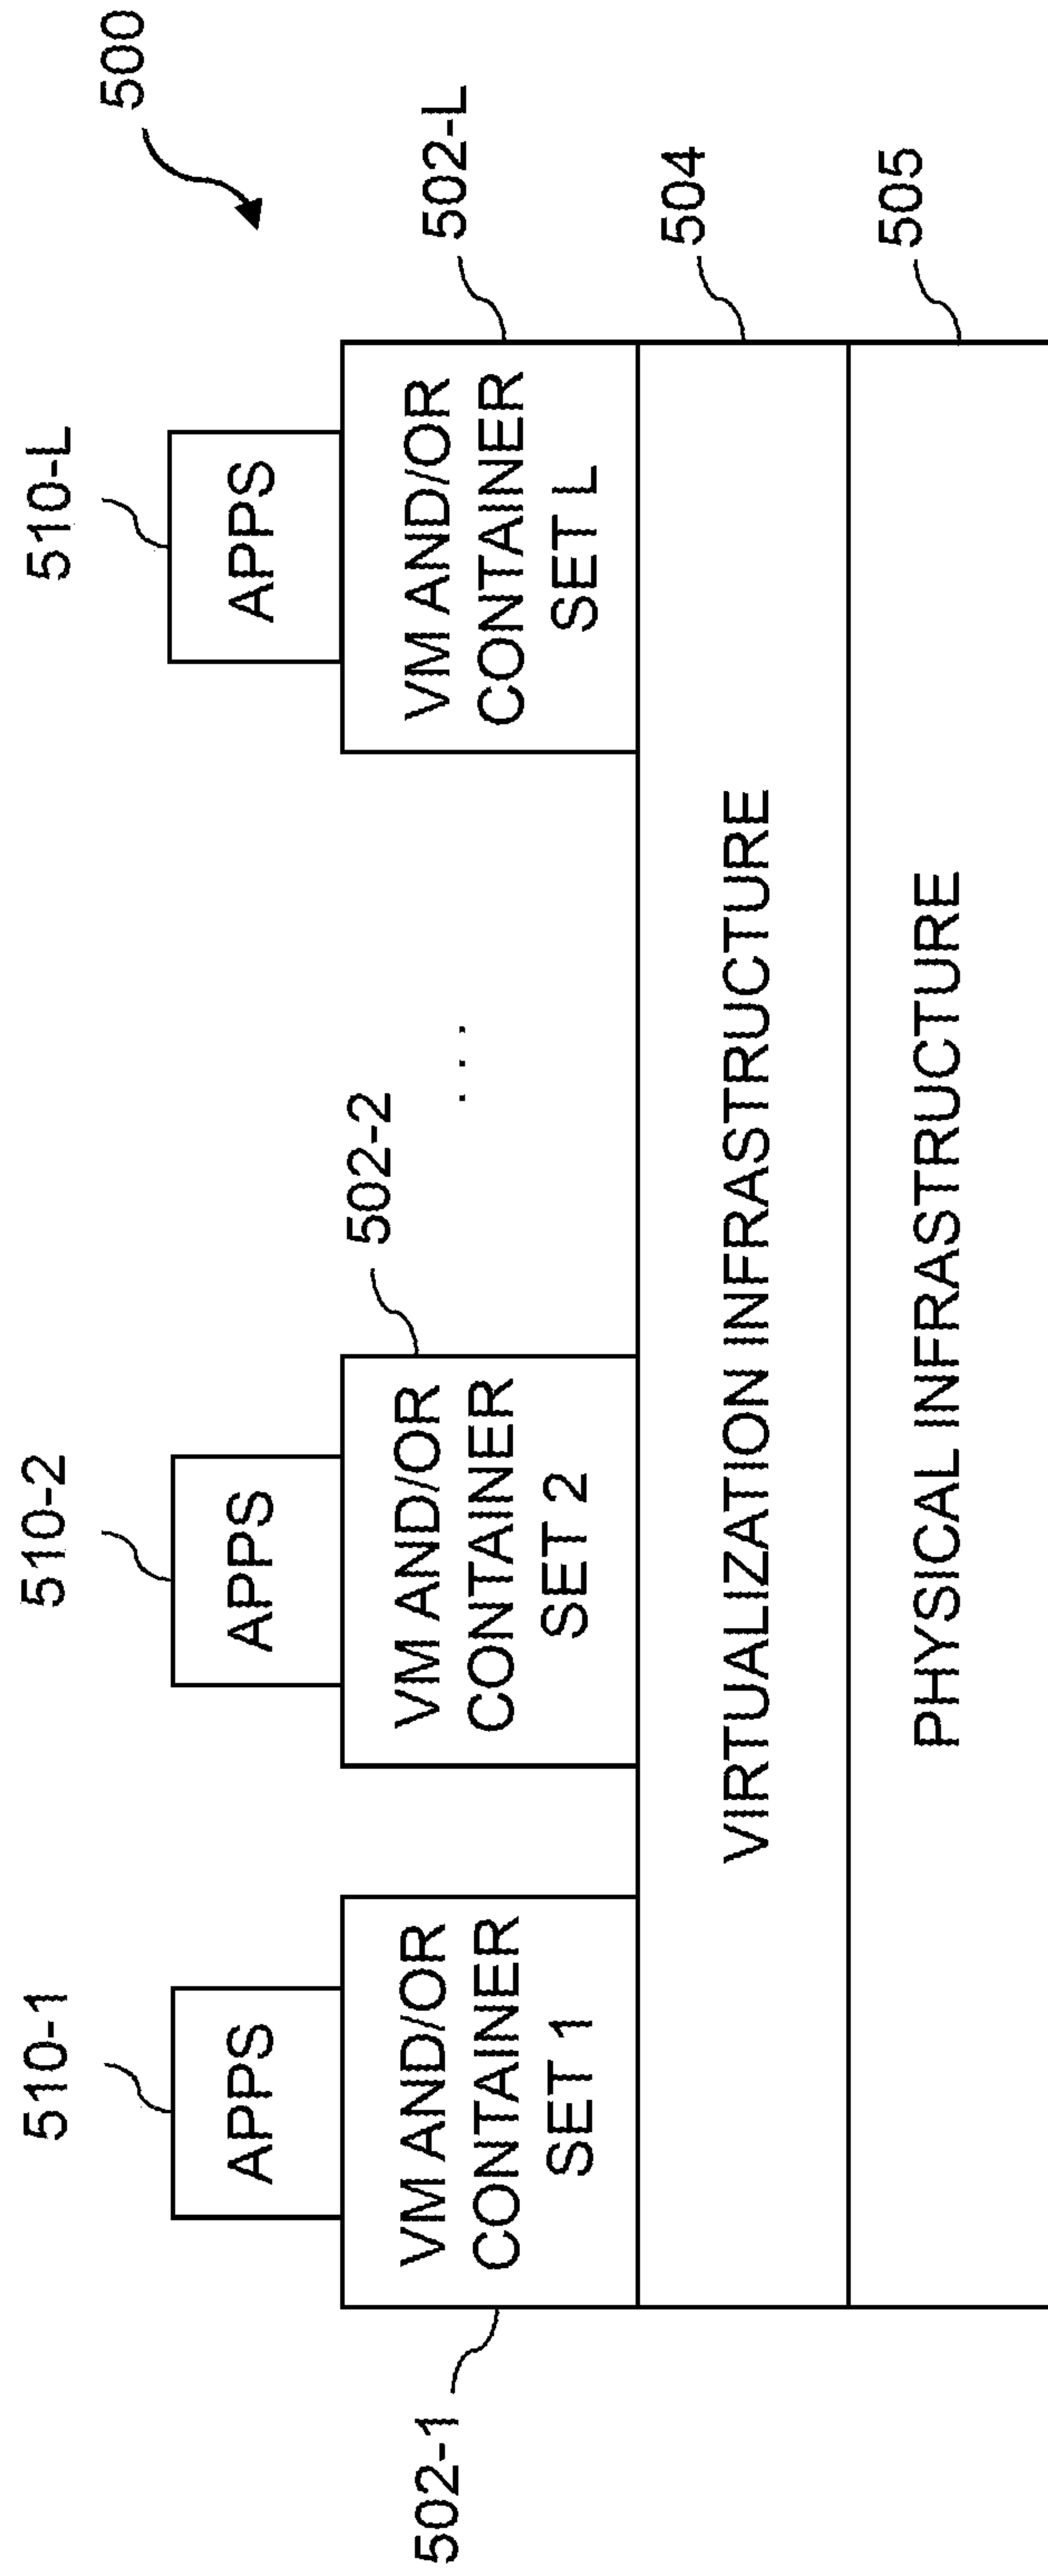 500
510-1
510-2
510-L
APPS
APPS
APPS
502-1
VM AND/OR
CONTAINER
SET 1
502-2
VM AND/OR
CONTAINER
SET 2
. . .
502-L
VM AND/OR
CONTAINER
SET L
VIRTUALIZATION INFRASTRUCTURE
504
PHYSICAL INFRASTRUCTURE
505